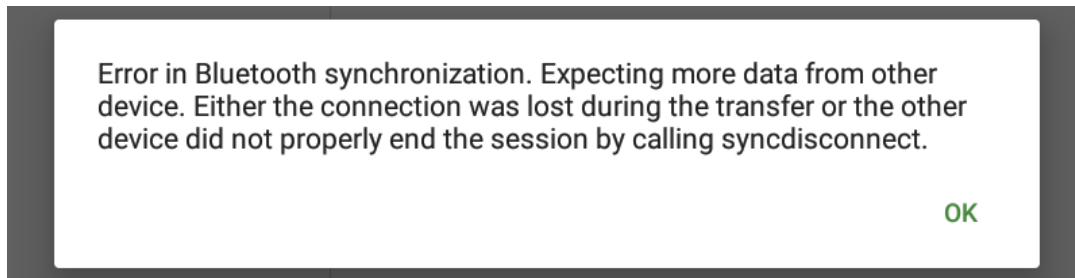 Error in Bluetooth synchronization. Expecting more data from other
device. Either the connection was lost during the transfer or the other
device did not properly end the session by calling syncdisconnect.
OK